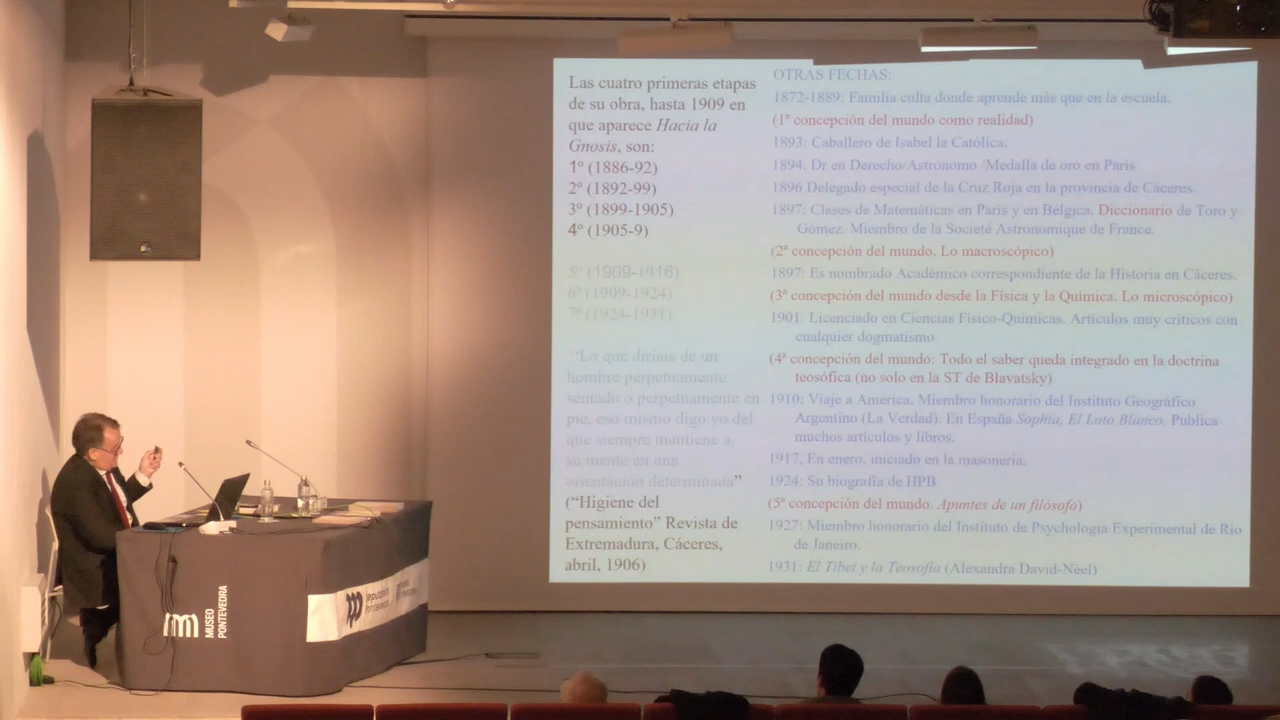 Las cuatro primeras etapas
de su obra, hasta 1909 en
que aparece Hacia la
Gnosis, son:
1º (1886-92)
2º (1892-99)
3º (1899-1905)
4º (1905-9)
5º (1909-1916)
6º (1909-1924)
7º (1924-1931)
“Lo que diríais de un
hombre perpetuamente
sentado o perpetuamente en
pie, eso mismo digo yo del
que siempre mantiene a
su mente en una
orientación determinada”
(“Higiene del
pensamiento” Revista de
Extremadura, Cáceres,
abril, 1906)
OTRAS FECHAS:
1872-1889: Familia culta donde aprende más que en la escuela.
(1ª concepción del mundo como realidad)
1893: Caballero de Isabel la Católica.
1894. Dr en Derecho/Astrónomo /Medalla de oro en París
1896 Delegado especial de la Cruz Roja en la provincia de Cáceres.
1897: Clases de Matemáticas en París y en Bélgica. Diccionario de Toro y
Gómez. Miembro de la Societé Astronomique de France.
(2ª concepción del mundo. Lo macroscópico)
1897: Es nombrado Académico correspondiente de la Historia en Cáceres.
(3ª concepción del mundo desde la Física y la Química. Lo microscópico)
1901: Licenciado en Ciencias Físico-Químicas. Artículos muy críticos con
cualquier dogmatismo
(4ª concepción del mundo: Todo el saber queda integrado en la doctrina
teosófica (no solo en la ST de Blavatsky)
1910: Viaje a América. Miembro honorario del Instituto Geográfico
Argentino (La Verdad). En España Sophia, El Loto Blanco. Publica
muchos artículos y libros.
1917, En enero, iniciado en la masonería.
1924: Su biografía de HPB
(5ª concepción del mundo. Apuntes de un filósofo)
1927: Miembro honorario del Instituto de Psychologia Experimental de Rio
de Janeiro.
1931: El Tíbet y la Teosofía (Alexandra David-Néel)
MUSEO
PONTEVEDRA